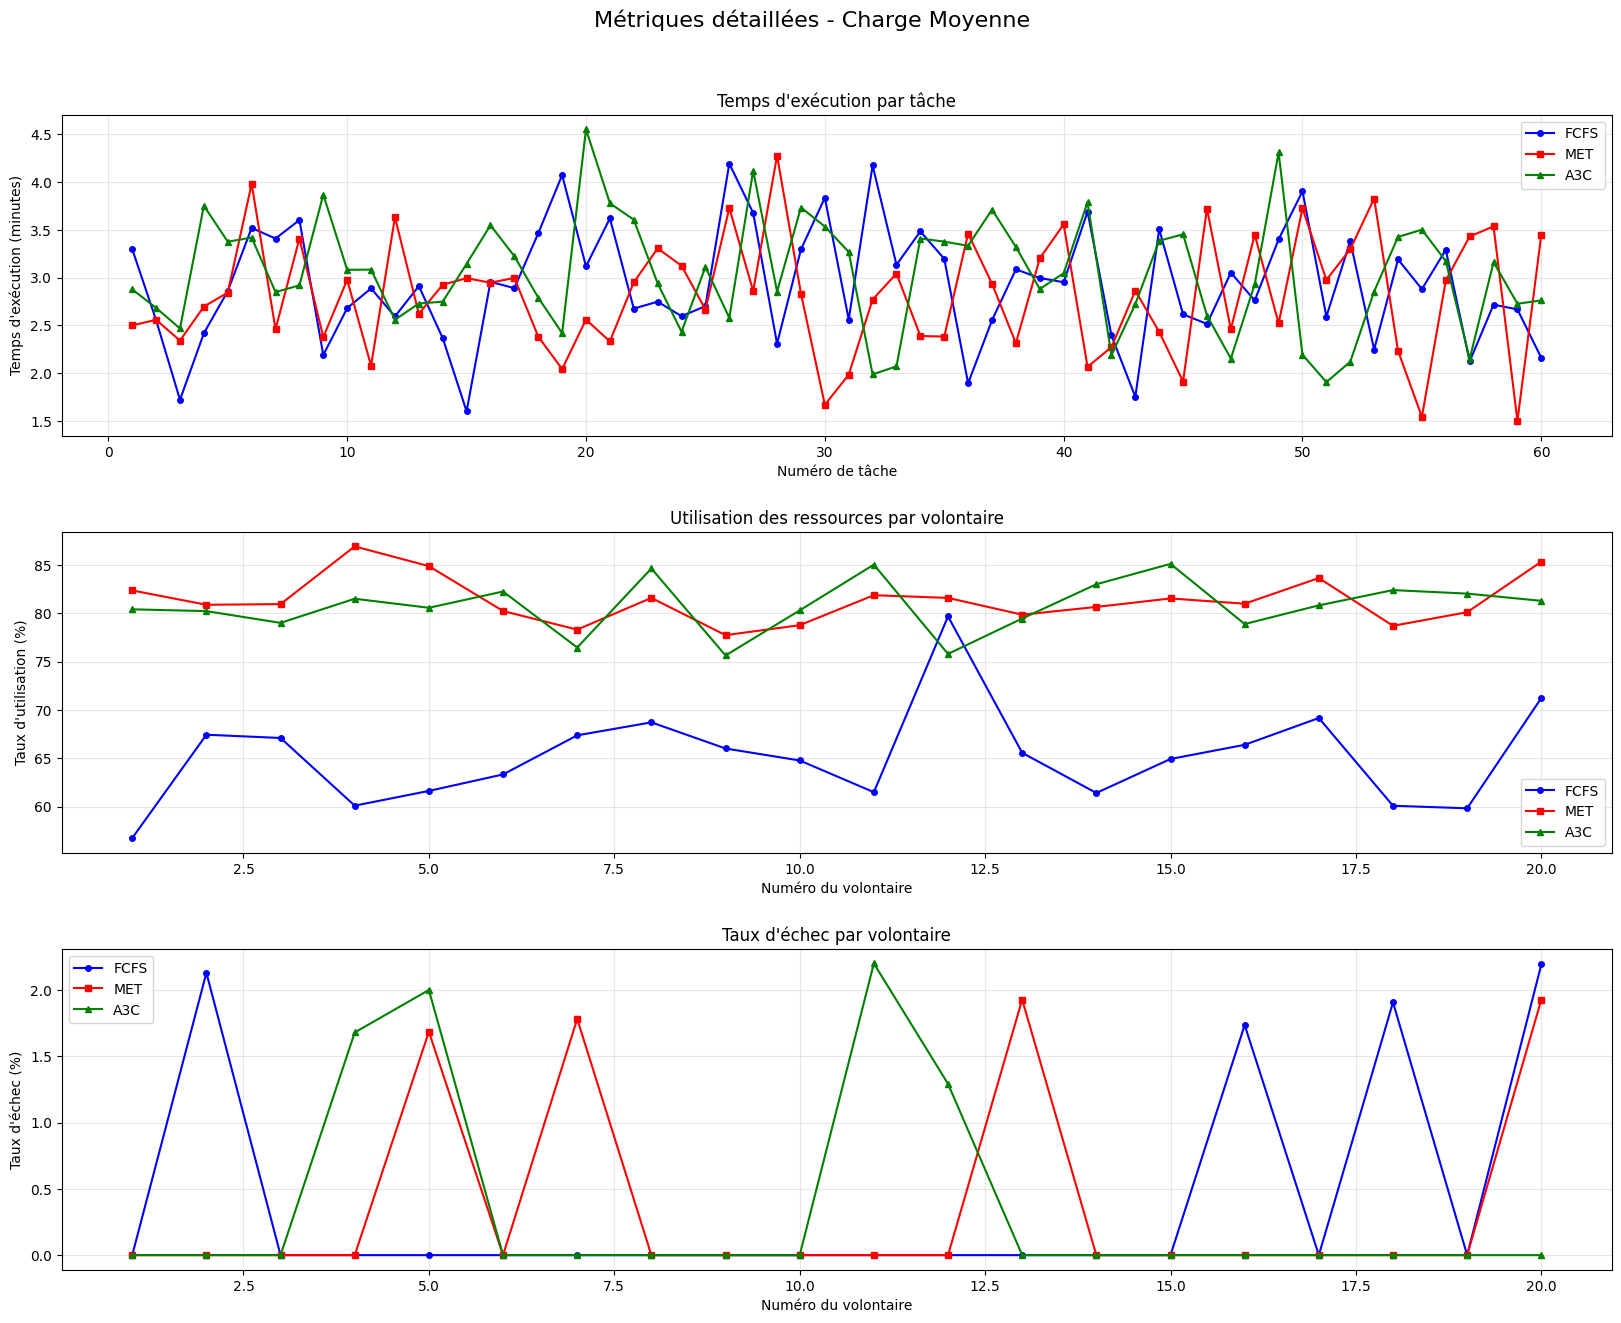 Métriques détaillées - Charge Moyenne
Temps d'exécution par tâche
Temps d'exécution (minutes)
4.5
4.0
3.5
3.0
2.5
2.0
1.5
FCFS
MET
A3C
0 10 20 30 40 50 60
Numéro de tâche
Utilisation des ressources par volontaire
Taux d'utilisation (%)
85
80
75
70
65
60
FCFS
MET
A3C
2.5 5.0 7.5 10.0 12.5 15.0 17.5 20.0
Numéro du volontaire
Taux d'échec par volontaire
Taux d'échec (%)
FCFS
MET
A3C
2.0
1.5
1.0
0.5
0.0
2.5 5.0 7.5 10.0 12.5 15.0 17.5 20.0
Numéro du volontaire